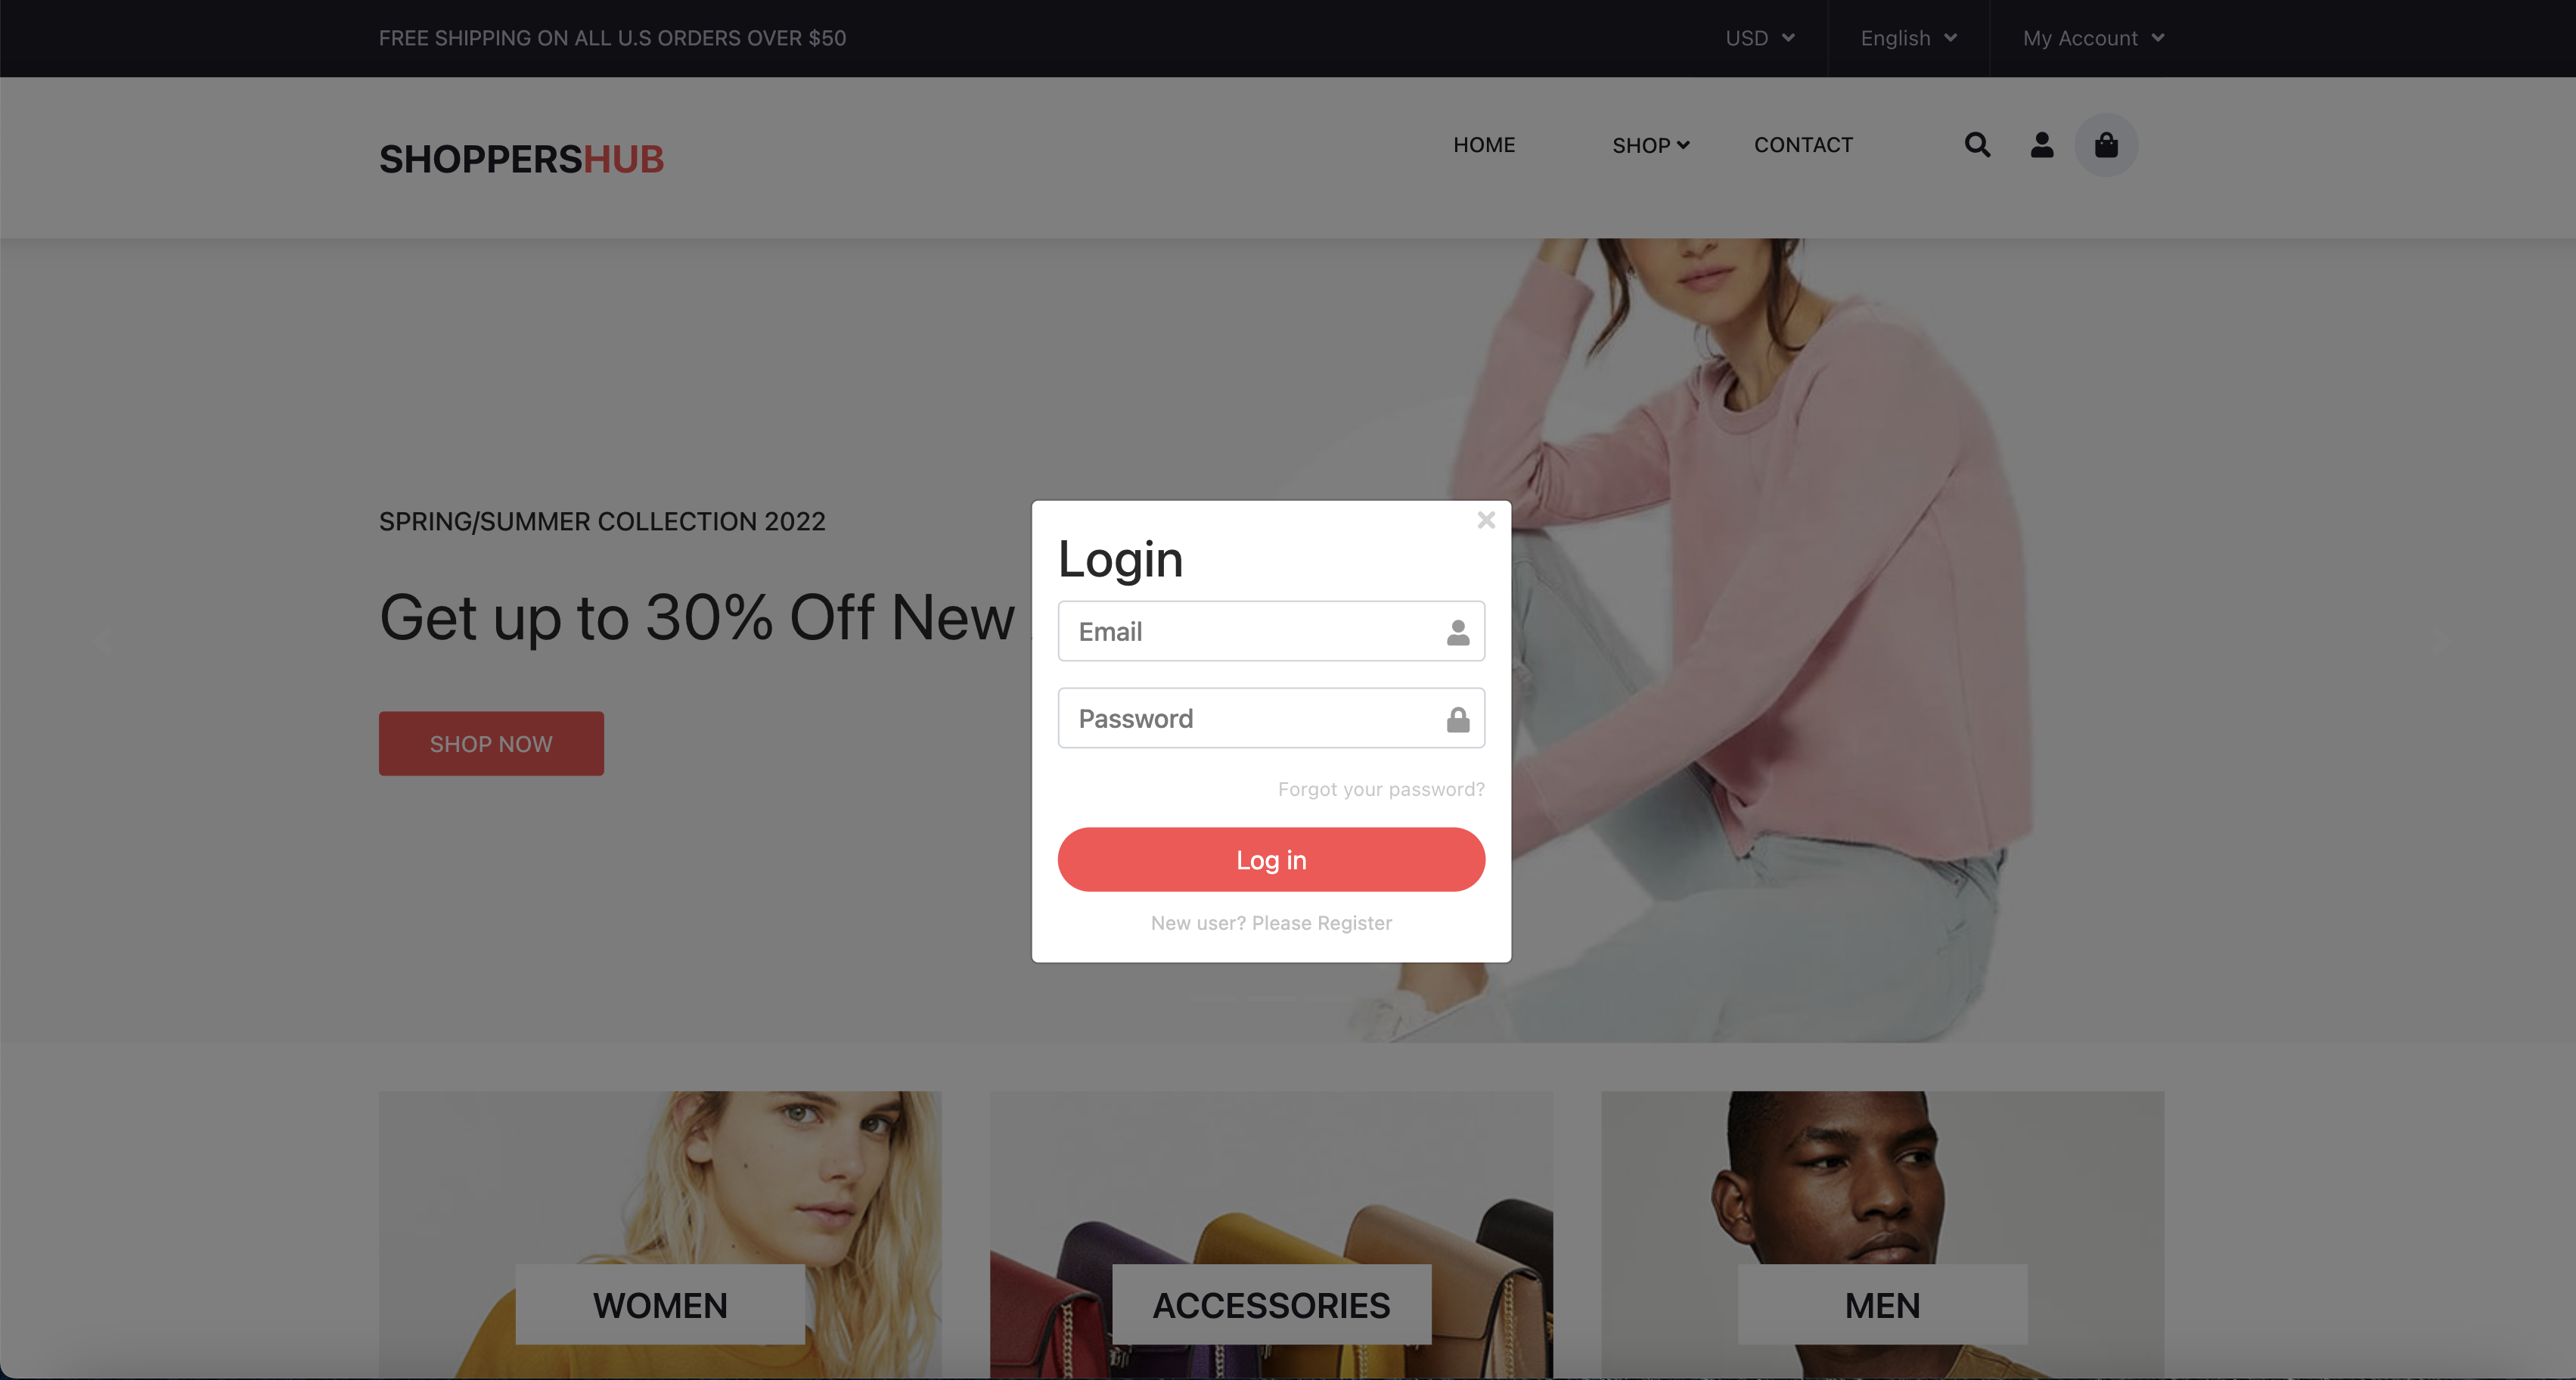 FREE SHIPPING ON ALL U.S ORDERS OVER $50
USD
English
My Account
SHOPPERSHUB
HOME
SHOP
CONTACT
SPRING/SUMMER COLLECTION 2022
Get up to 30% Off New
SHOP NOW
Login
Email
Password
Forgot your password?
Log in
New user? Please Register
WOMEN
ACCESSORIES
MEN